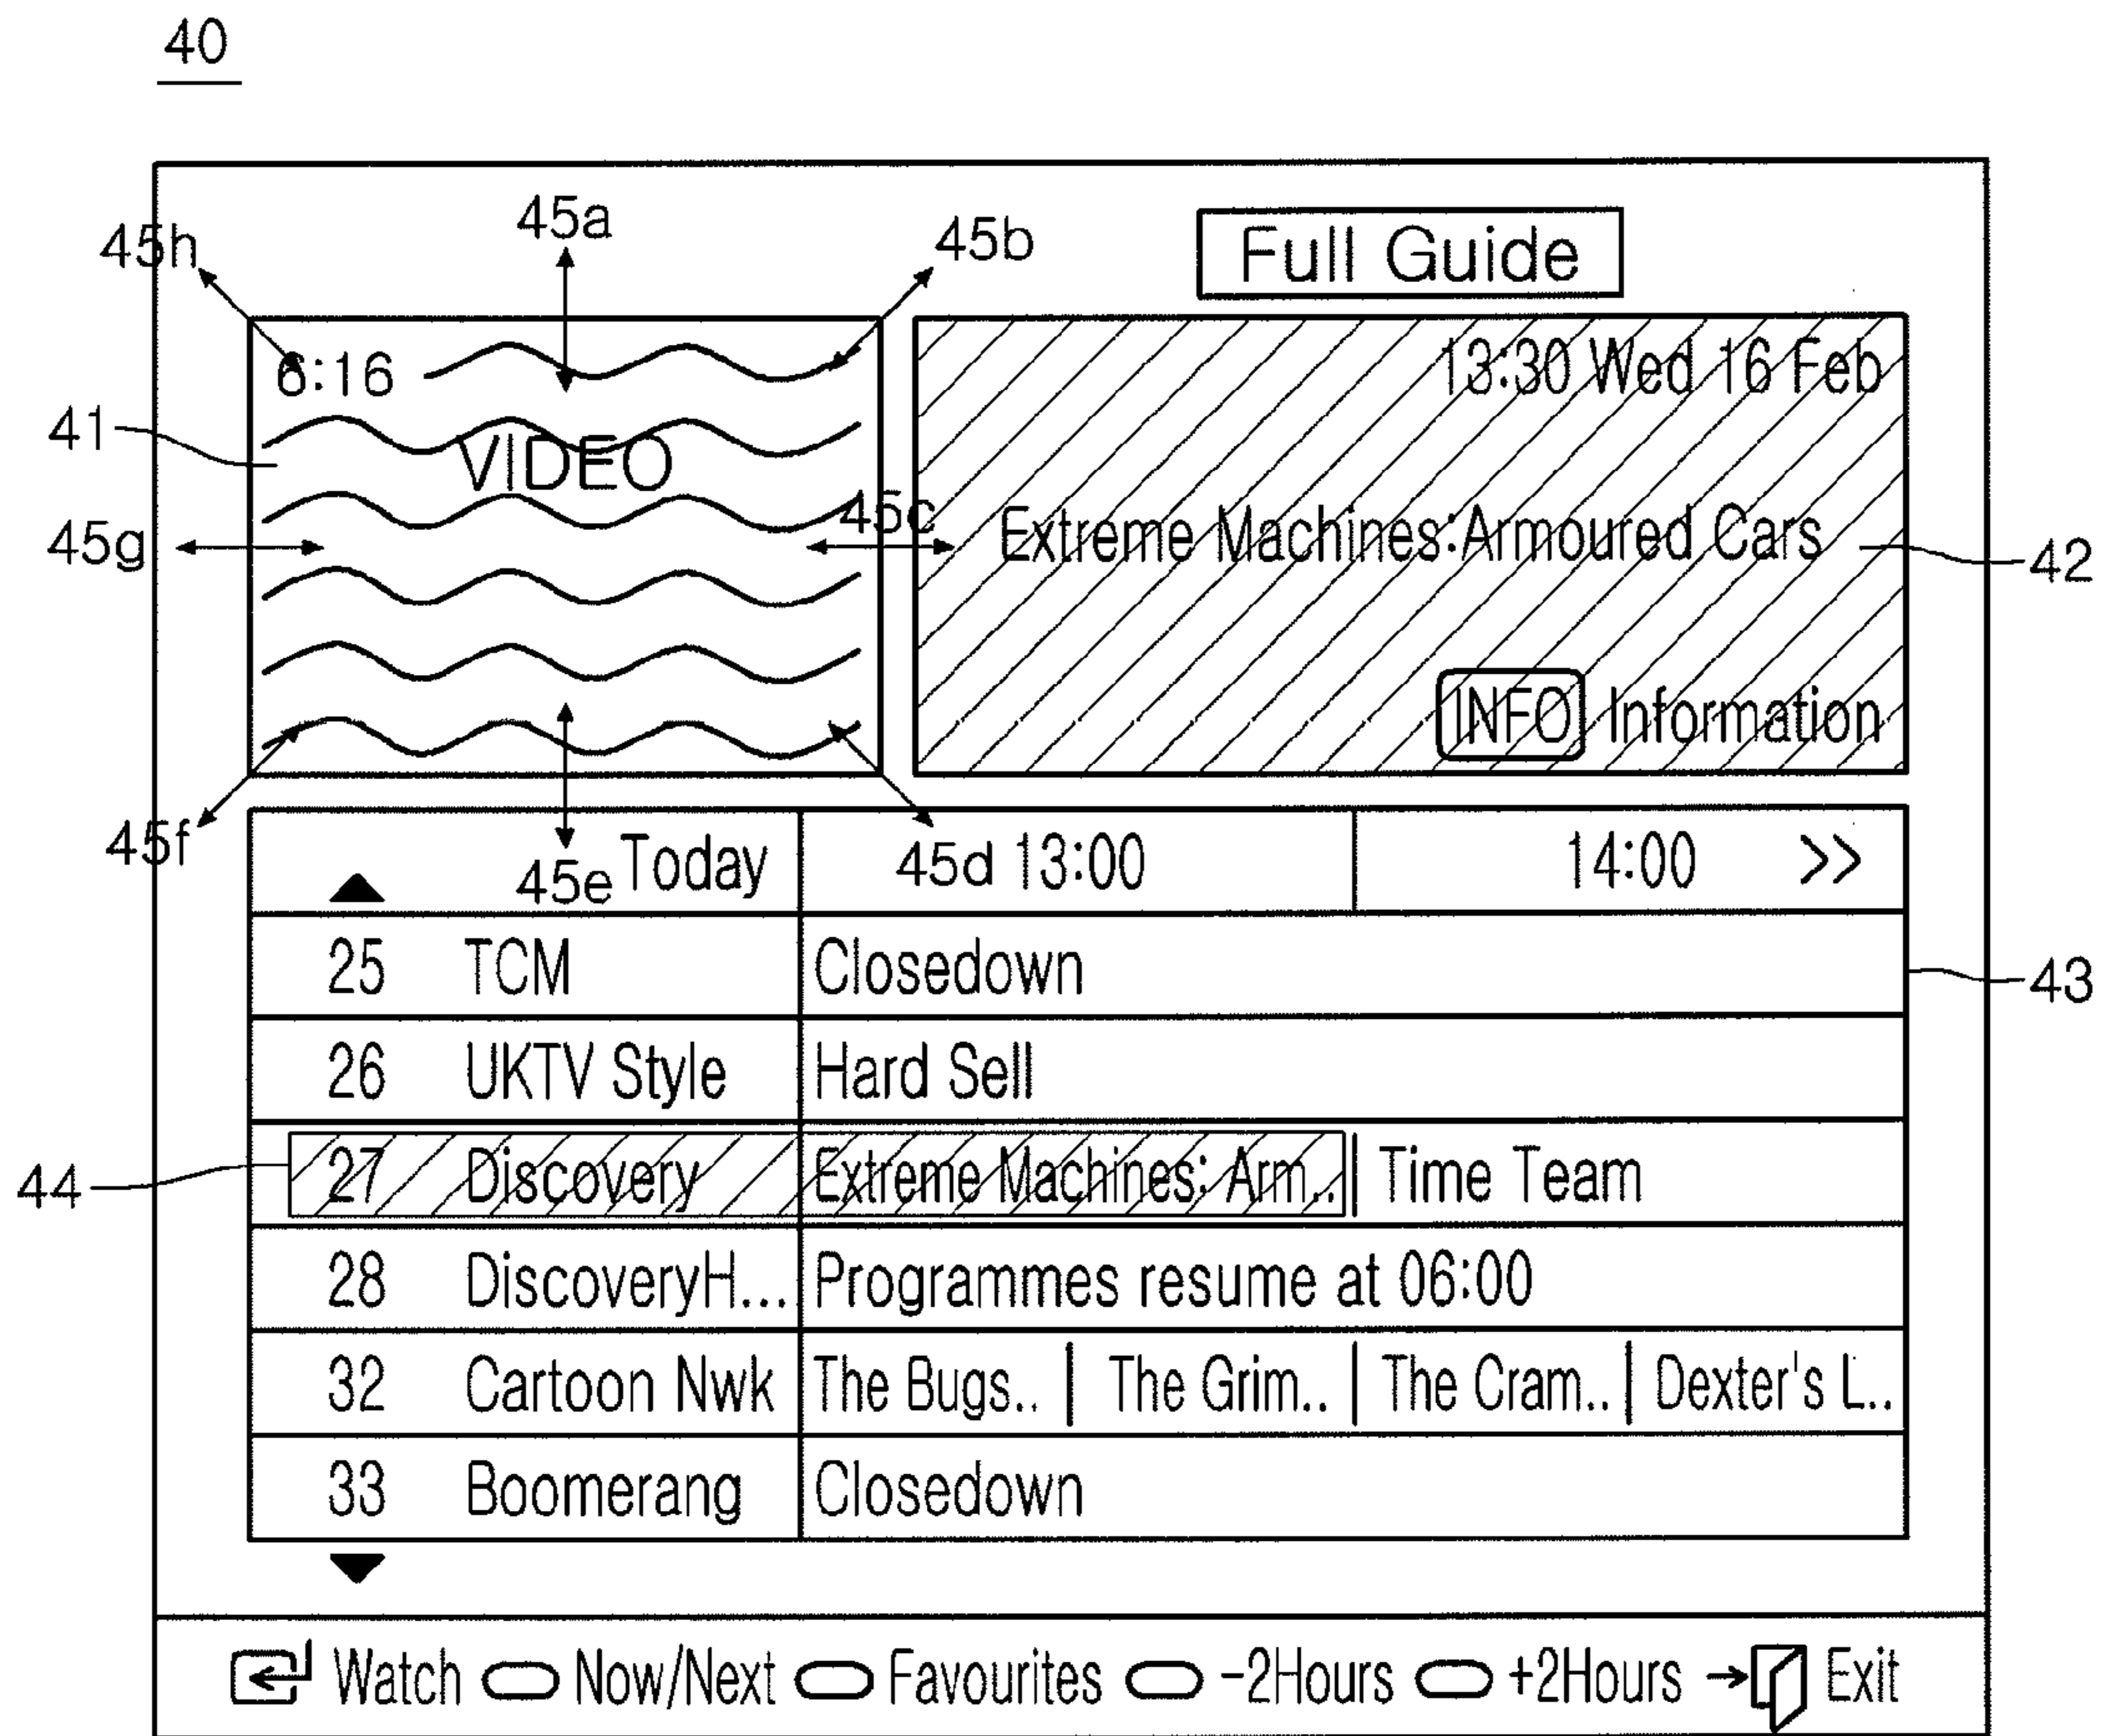 40
45h 45a 45b Full Guide
6:16 13:30 Wed 16 Feb
41 VIDEO
45g 45c Extreme Machines:Armoured Cars 42
INFO Information
45f 45e Today 45d 13:00 14:00 >>
25 TCM Closedown 43
26 UKTV Style Hard Sell
44 27 Discovery Extreme Machines: Arm.. Time Team
28 DiscoveryH... Programmes resume at 06:00
32 Cartoon Nwk The Bugs.. The Grim.. The Cram.. Dexter's L..
33 Boomerang Closedown
Watch Now/Next Favourites -2Hours +2Hours Exit